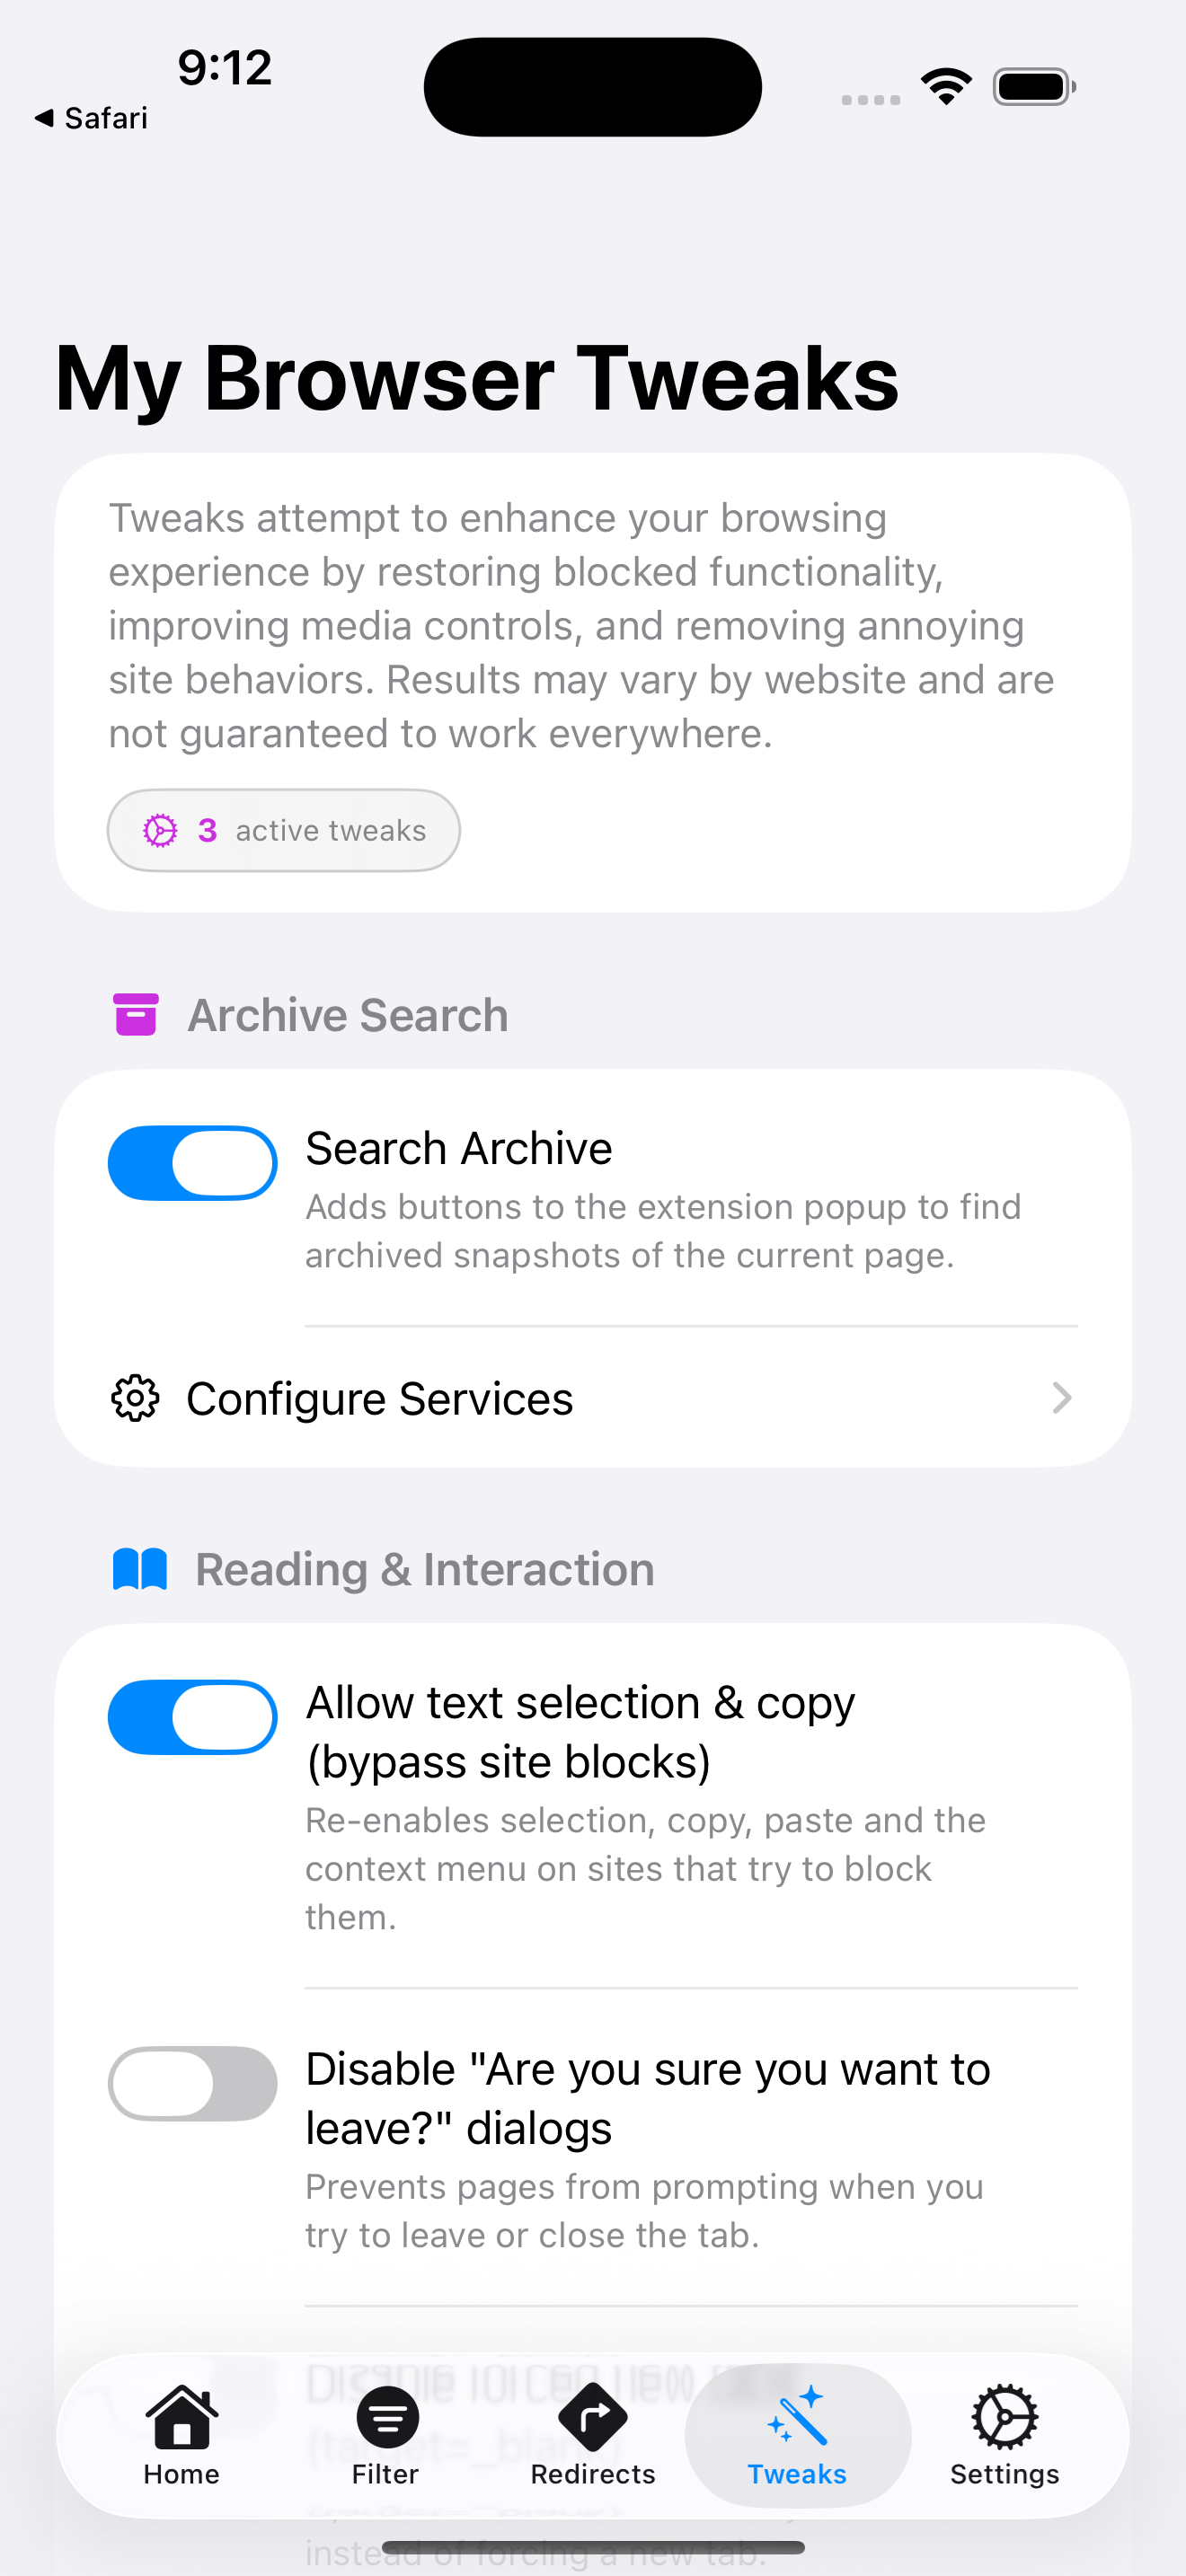 9:12
Safari
My Browser Tweaks
Tweaks attempt to enhance your browsing
experience by restoring blocked functionality,
improving media controls, and removing annoying
site behaviors. Results may vary by website and are
not guaranteed to work everywhere.
3 active tweaks
Archive Search
Search Archive
Adds buttons to the extension popup to find
archived snapshots of the current page.
Configure Services
Reading & Interaction
Allow text selection & copy
(bypass site blocks)
Re-enables selection, copy, paste and the
context menu on sites that try to block
them.
Disable "Are you sure you want to
leave?" dialogs
Prevents pages from prompting when you
try to leave or close the tab.
Disable forced new
(target=_blank)
instead of forcing a new tab.
Home
Filter
Redirects
Tweaks
Settings